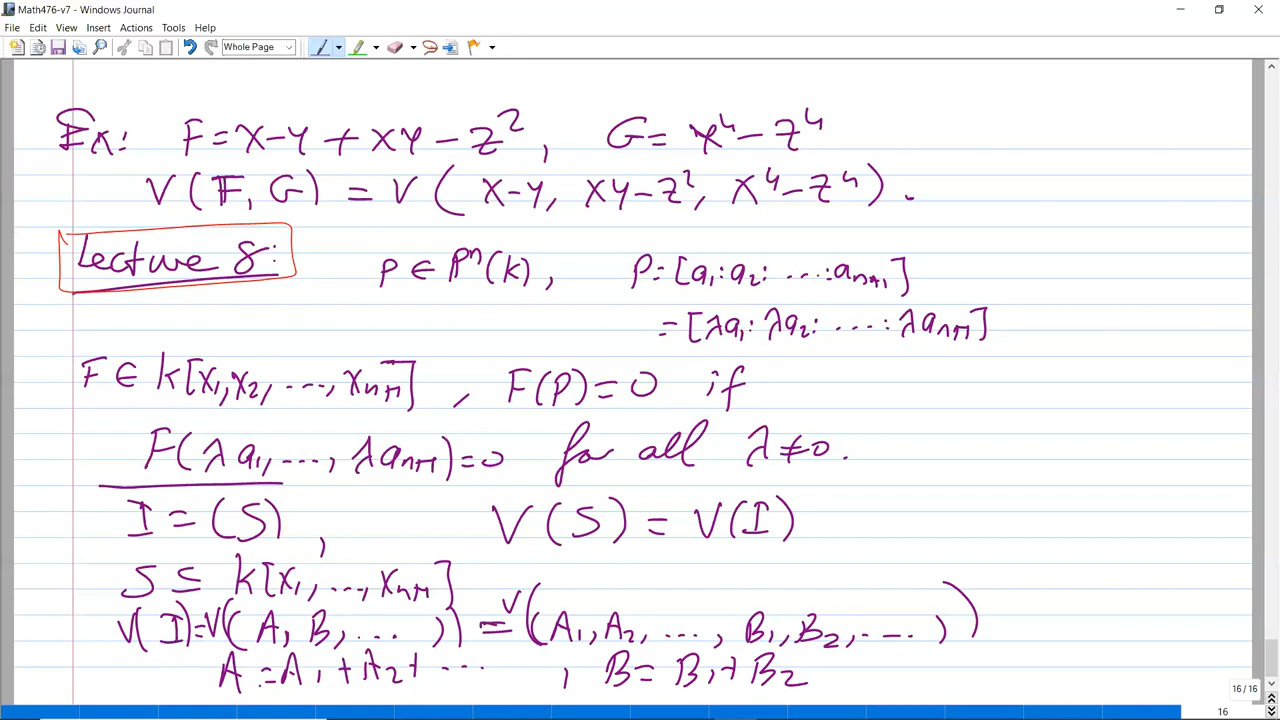 Math476-v7 - Windows Journal
File Edit View Insert Actions Tools Help
Whole Page
Ex: F=X-Y+XY-Z², G= X⁴-Z⁴
V(F,G) = V(X-Y, XY-Z², X⁴-Z⁴).
Lecture 8: p ∈ Pⁿ(k), p=[a₁:a₂:...:aₙ₊₁]
=[λa₁:λa₂:....:λaₙ₊₁]
F ∈ k[X₁,X₂,...,Xₙ₊₁], F(p)=0 if
F(λa₁,...,λaₙ₊₁)=0 for all λ≠0.
I=(S), V(S)=V(I)
S ⊆ k[X₁,...,Xₙ₊₁]
V(I)=V((A,B,...))=V((A₁,A₂,...,B₁,B₂,...))
A=A₁+A₂+..., B=B₁+B₂
16/16
16